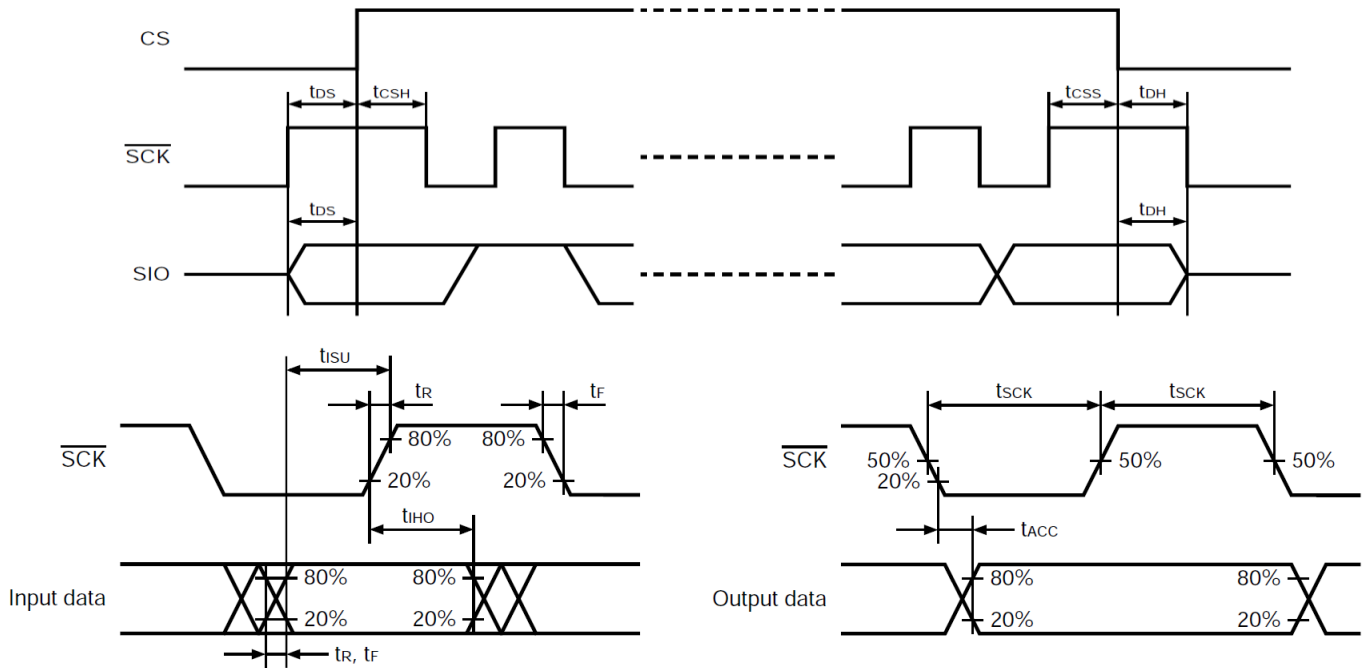 CS
tDS tCSH tCSS tDH
SCK
tDS tDH
SIO
tISU
tR tF tSCK tSCK
SCK 80% 80% SCK 50% 50% 50%
20% 20% 20%
tIHO tACC
Input data 80% 80% Output data 80% 80%
20% 20% 20% 20%
tR, tF